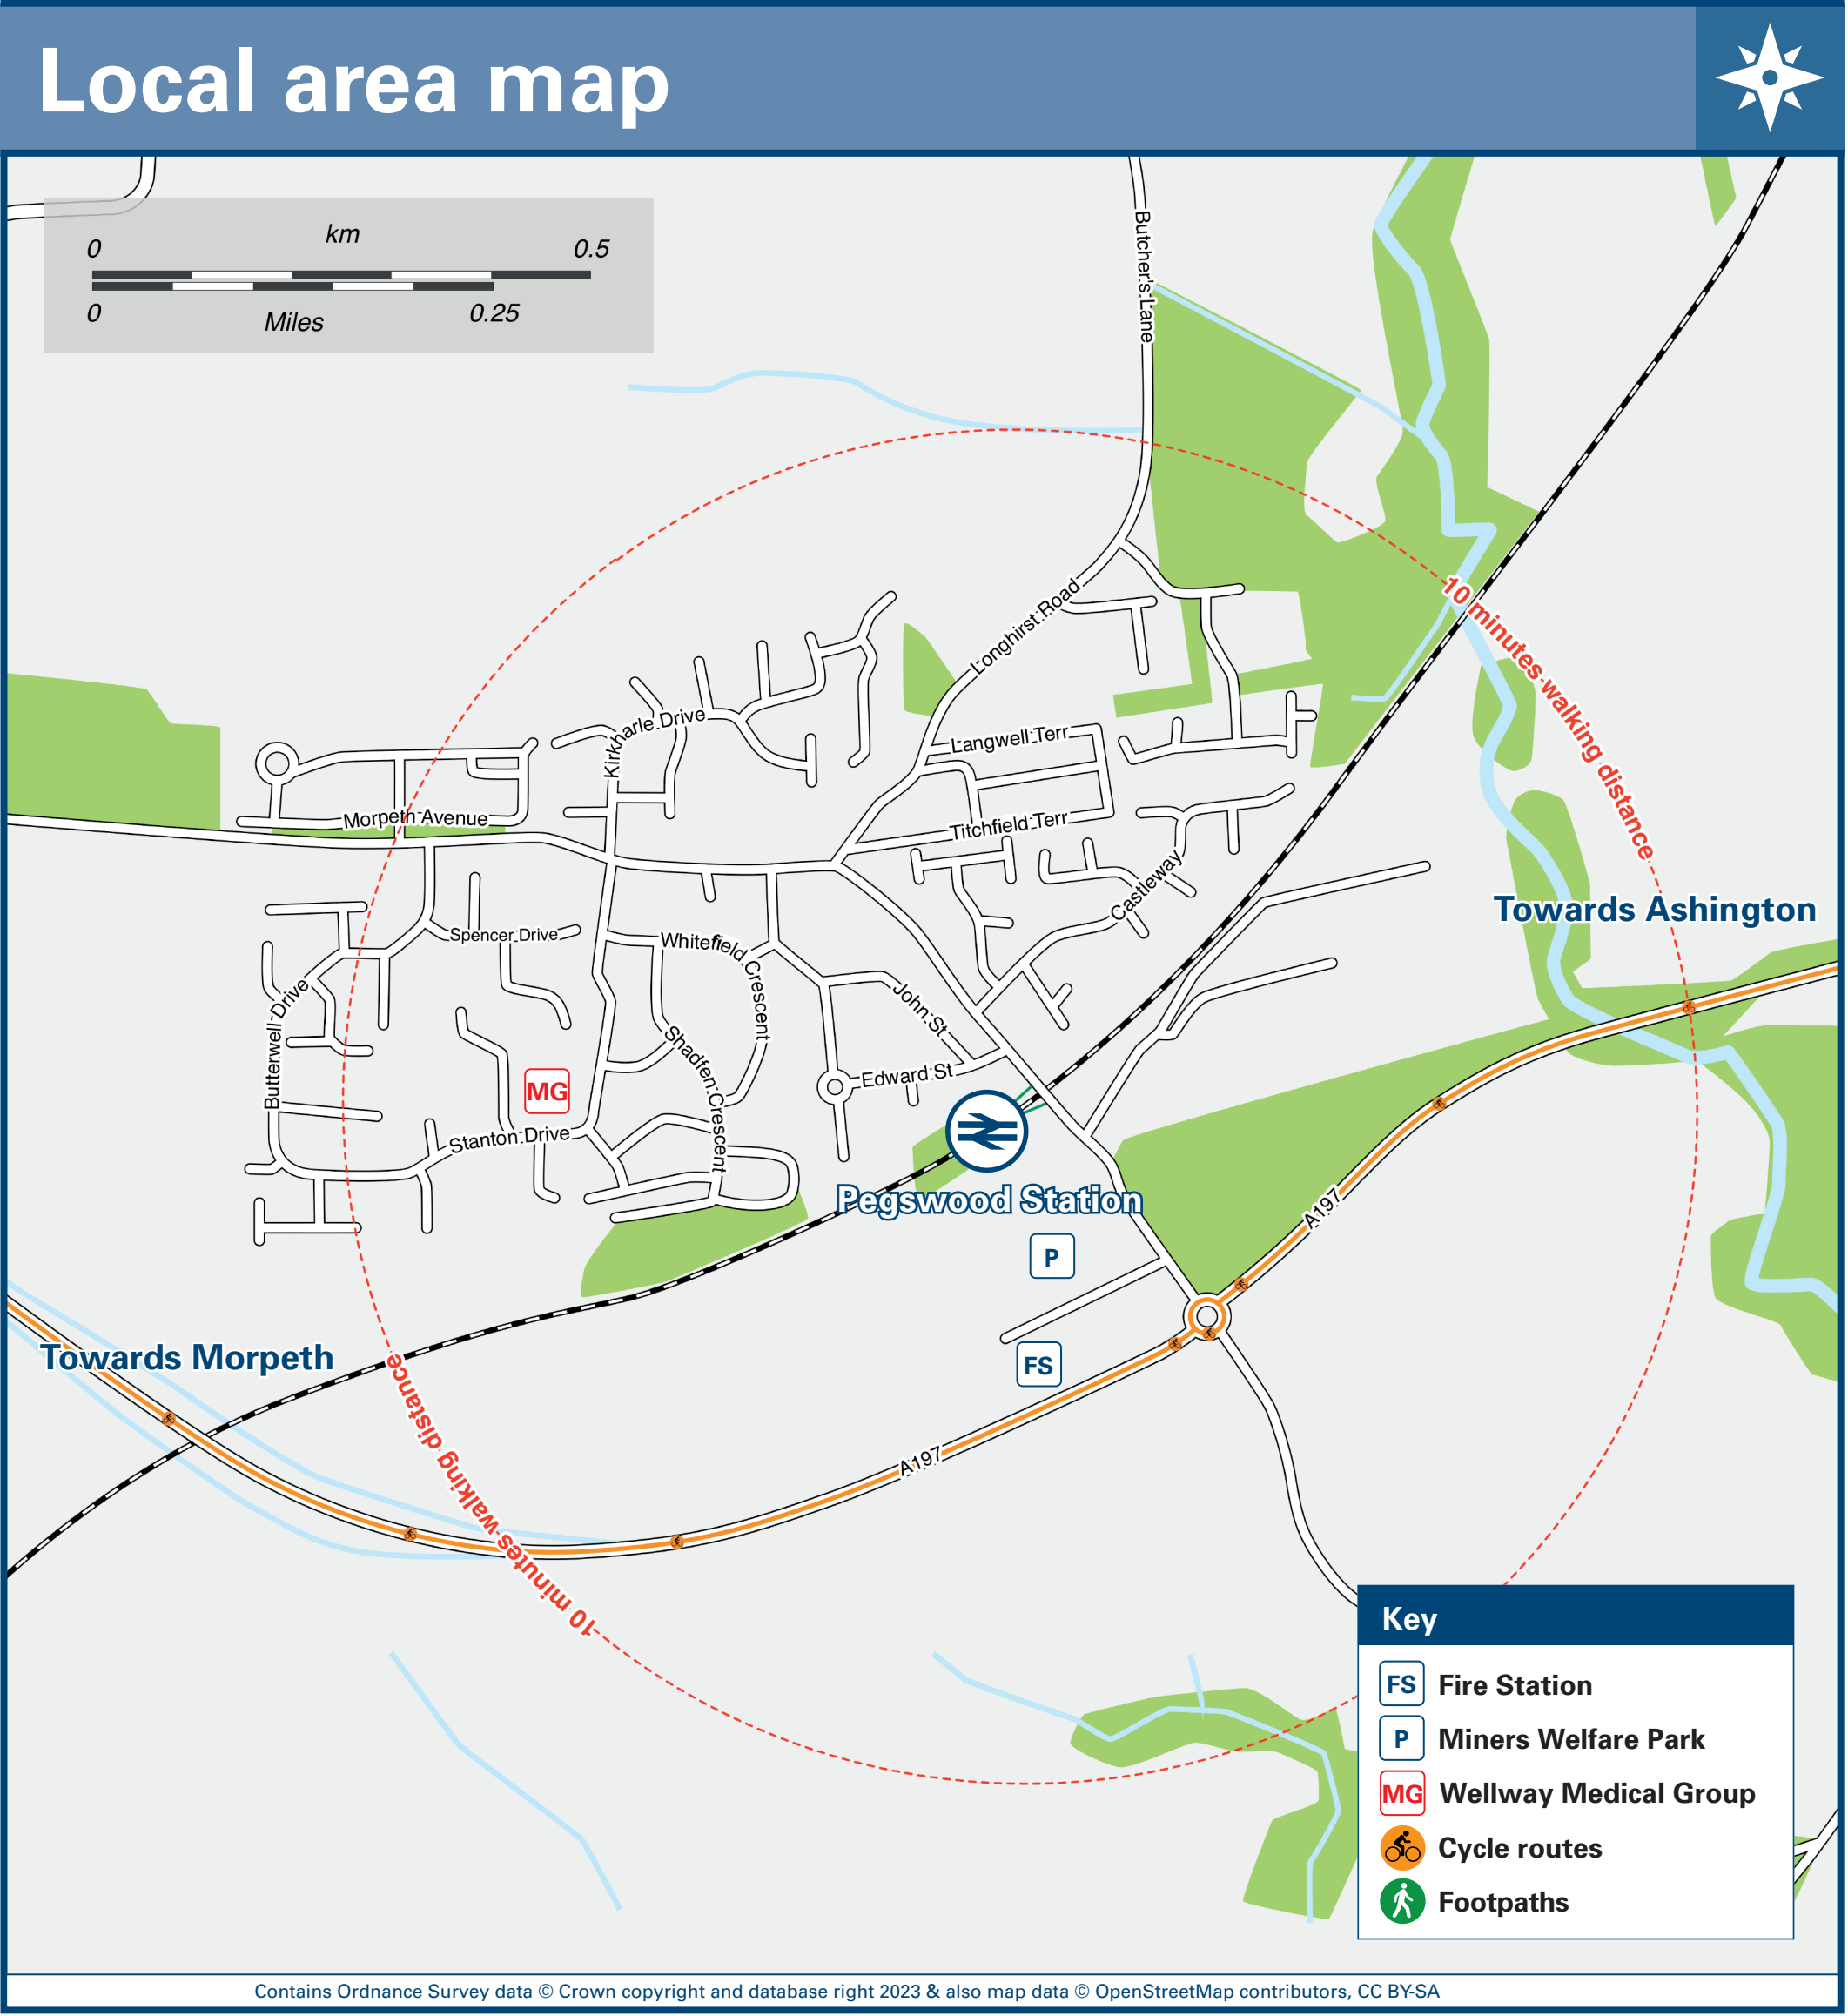 Local area map
km
0
0.5
0
Miles
0.25
Butcher's Lane
10 minutes walking distance
Longhirst Road
Kirkharle Drive
Langwell Terr
Morpeth Avenue
Titchfield Terr
Castleway
Towards Ashington
Spencer Drive
Whitefield Crescent
Butterwell Drive
John St
Shadfen Crescent
MG
Edward St
Stanton Drive
Pegswood Station
A197
P
Towards Morpeth
FS
A197
10 minutes walking distance
Key
FS Fire Station
P Miners Welfare Park
MG Wellway Medical Group
Cycle routes
Footpaths
Contains Ordnance Survey data © Crown copyright and database right 2023 & also map data © OpenStreetMap contributors, CC BY-SA